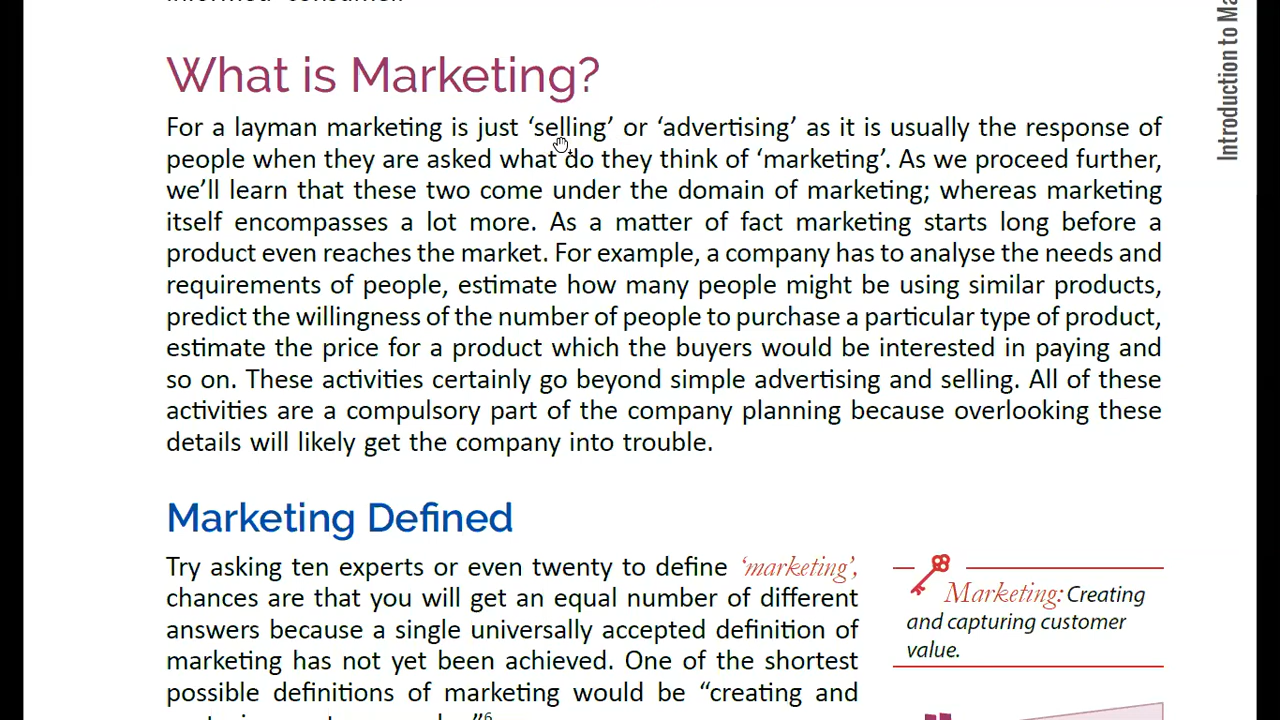 What is Marketing?
For a layman marketing is just ‘selling’ or ‘advertising’ as it is usually the response of
people when they are asked what do they think of ‘marketing’. As we proceed further,
we’ll learn that these two come under the domain of marketing; whereas marketing
itself encompasses a lot more. As a matter of fact marketing starts long before a
product even reaches the market. For example, a company has to analyse the needs and
requirements of people, estimate how many people might be using similar products,
predict the willingness of the number of people to purchase a particular type of product,
estimate the price for a product which the buyers would be interested in paying and
so on. These activities certainly go beyond simple advertising and selling. All of these
activities are a compulsory part of the company planning because overlooking these
details will likely get the company into trouble.
Marketing Defined
Try asking ten experts or even twenty to define ‘marketing’,
chances are that you will get an equal number of different
answers because a single universally accepted definition of
marketing has not yet been achieved. One of the shortest
possible definitions of marketing would be “creating and
Marketing: Creating
and capturing customer
value.
Introduction to